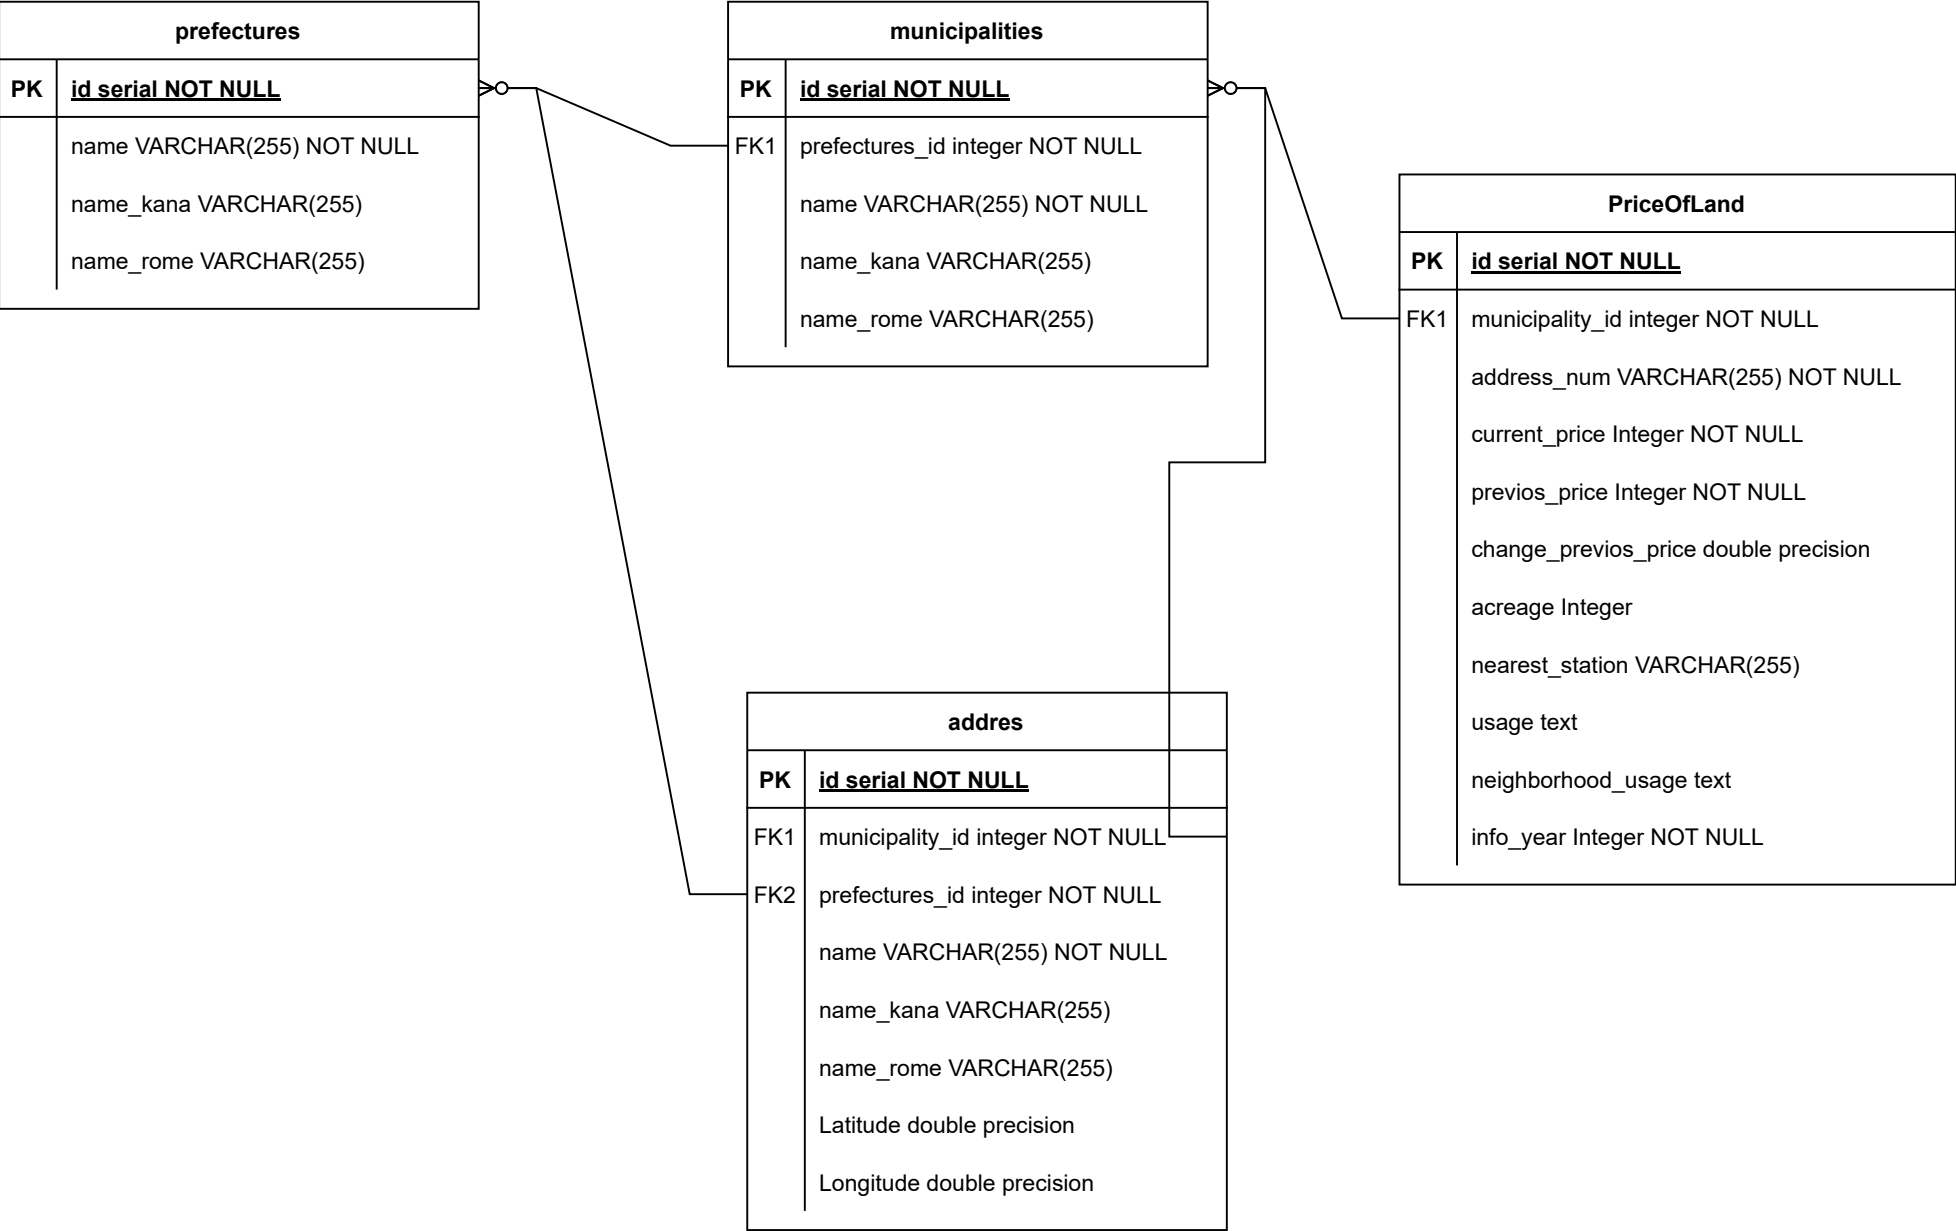 prefectures
PK id serial NOT NULL
name VARCHAR(255) NOT NULL
name_kana VARCHAR(255)
name_rome VARCHAR(255)
municipalities
PK id serial NOT NULL
FK1 prefectures_id integer NOT NULL
name VARCHAR(255) NOT NULL
name_kana VARCHAR(255)
name_rome VARCHAR(255)
PriceOfLand
PK id serial NOT NULL
FK1 municipality_id integer NOT NULL
address_num VARCHAR(255) NOT NULL
current_price Integer NOT NULL
previos_price Integer NOT NULL
change_previos_price double precision
acreage Integer
nearest_station VARCHAR(255)
usage text
neighborhood_usage text
info_year Integer NOT NULL
addres
PK id serial NOT NULL
FK1 municipality_id integer NOT NULL
FK2 prefectures_id integer NOT NULL
name VARCHAR(255) NOT NULL
name_kana VARCHAR(255)
name_rome VARCHAR(255)
Latitude double precision
Longitude double precision